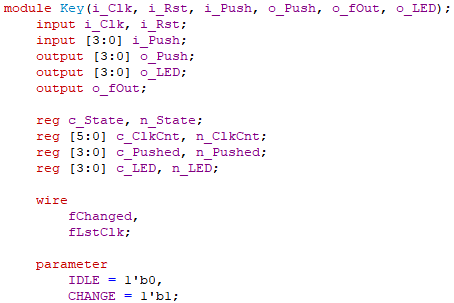 module Key(i_Clk, i_Rst, i_Push, o_Push, o_fOut, o_LED);
input i_Clk, i_Rst;
input [3:0] i_Push;
output [3:0] o_Push;
output [3:0] o_LED;
output o_fOut;
reg c_State, n_State;
reg [5:0] c_ClkCnt, n_ClkCnt;
reg [3:0] c_Pushed, n_Pushed;
reg [3:0] c_LED, n_LED;
wire
fChanged,
fLstClk;
parameter
IDLE = 1'b0,
CHANGE = 1'b1;